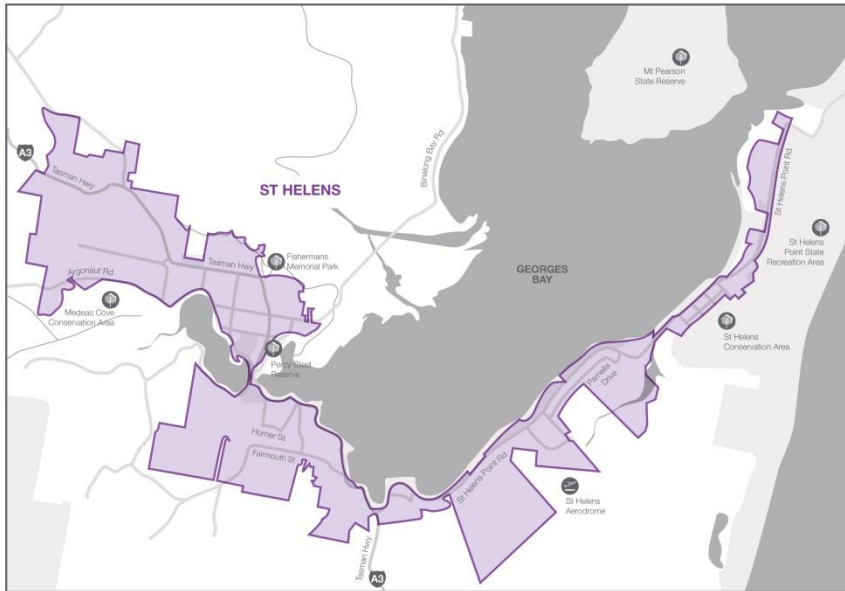 Mt Pearson
State Reserve
A3
Tasman Hwy
ST HELENS
Binalong Bay Rd
St Helens Point Rd
Fishermans
Memorial Park
Tasman Hwy
St Helens
Point State
Recreation Area
GEORGES
BAY
Argonaut Rd
Medeas Cove
Conservation Area
St Helens
Conservation Area
Percy Steel
Reserve
Parnella
Drive
Homer St
Fairmouth St
St Helens Point Rd
St Helens
Aerodrome
Tasman Hwy
A3